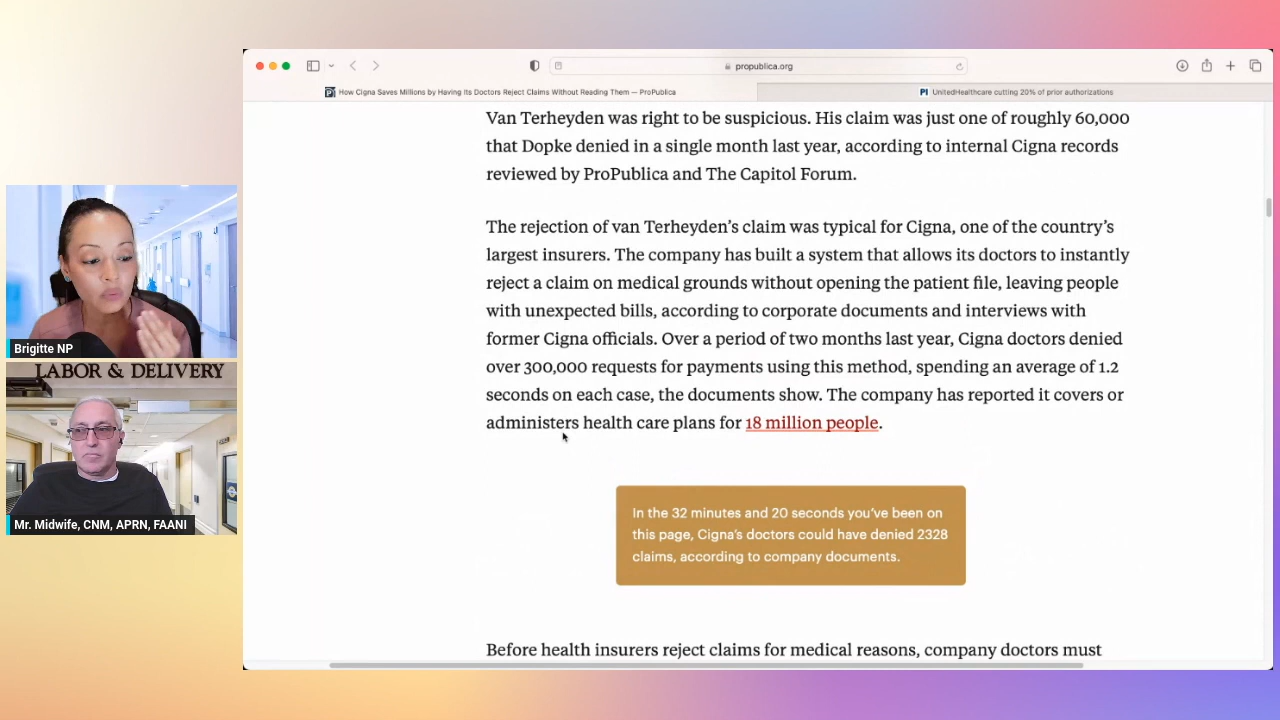 propublica.org
How Cigna Saves Millions by Having Its Doctors Reject Claims Without Reading Them — ProPublica
PI UnitedHealthcare cutting 20% of prior authorizations
Van Terheyden was right to be suspicious. His claim was just one of roughly 60,000
that Dopke denied in a single month last year, according to internal Cigna records
reviewed by ProPublica and The Capitol Forum.
The rejection of van Terheyden’s claim was typical for Cigna, one of the country’s
largest insurers. The company has built a system that allows its doctors to instantly
reject a claim on medical grounds without opening the patient file, leaving people
with unexpected bills, according to corporate documents and interviews with
former Cigna officials. Over a period of two months last year, Cigna doctors denied
over 300,000 requests for payments using this method, spending an average of 1.2
seconds on each case, the documents show. The company has reported it covers or
administers health care plans for 18 million people.
In the 32 minutes and 20 seconds you’ve been on
this page, Cigna’s doctors could have denied 2328
claims, according to company documents.
Before health insurers reject claims for medical reasons, company doctors must
Brigitte NP
LABOR & DELIVERY
Mr. Midwife, CNM, APRN, FAANI